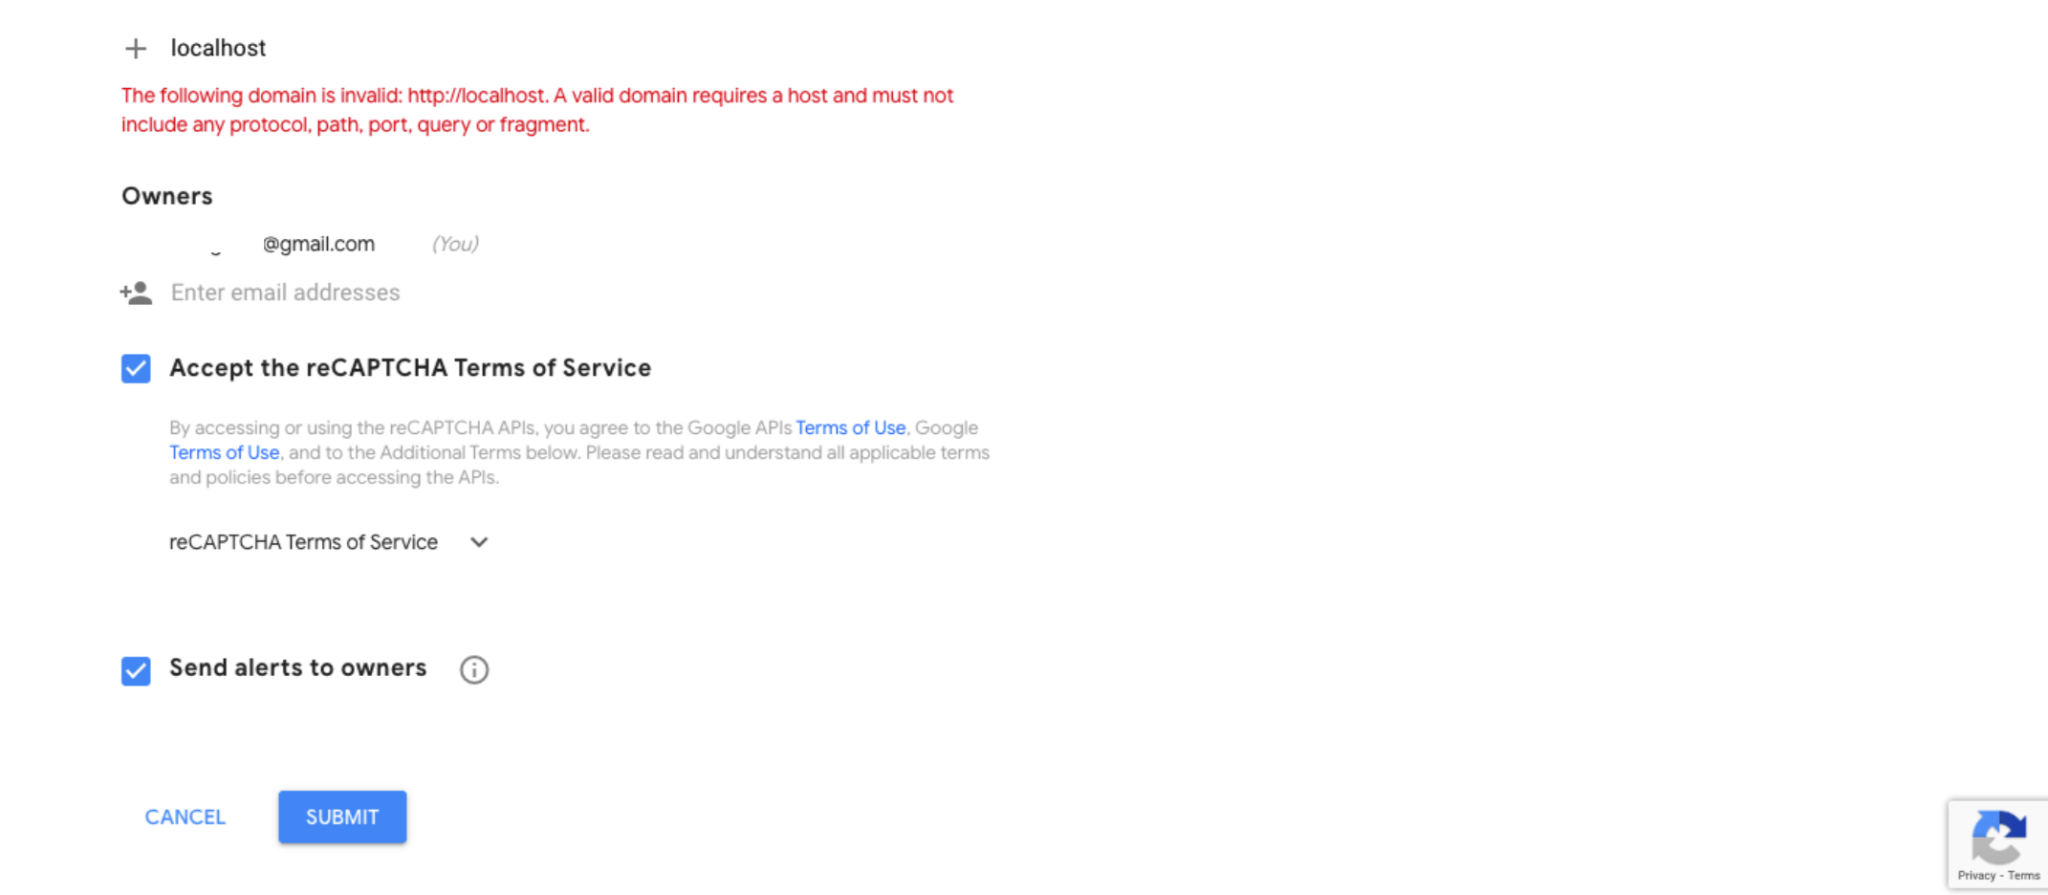 localhost
The following domain is invalid: http://localhost. A valid domain requires a host and must not
include any protocol, path, port, query or fragment.
Owners
@gmail.com (You)
Enter email addresses
Accept the reCAPTCHA Terms of Service
By accessing or using the reCAPTCHA APIs, you agree to the Google APIs Terms of Use, Google
Terms of Use, and to the Additional Terms below. Please read and understand all applicable terms
and policies before accessing the APIs.
reCAPTCHA Terms of Service
Send alerts to owners
CANCEL
SUBMIT
Privacy - Terms